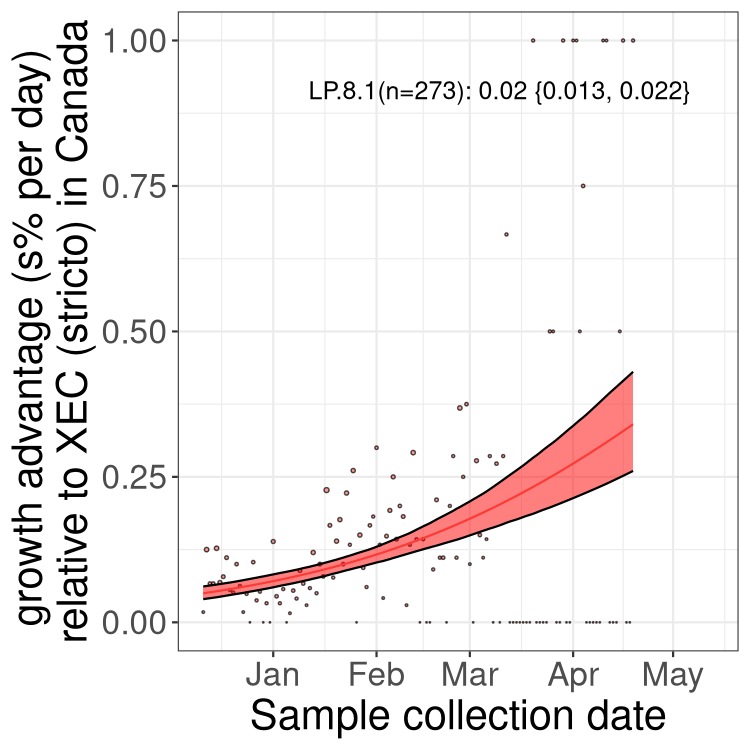 growth advantage (s% per day)
relative to XEC (stricto) in Canada
1.00
0.75
0.50
0.25
0.00
LP.8.1(n=273): 0.02 {0.013, 0.022}
Jan Feb Mar Apr May
Sample collection date